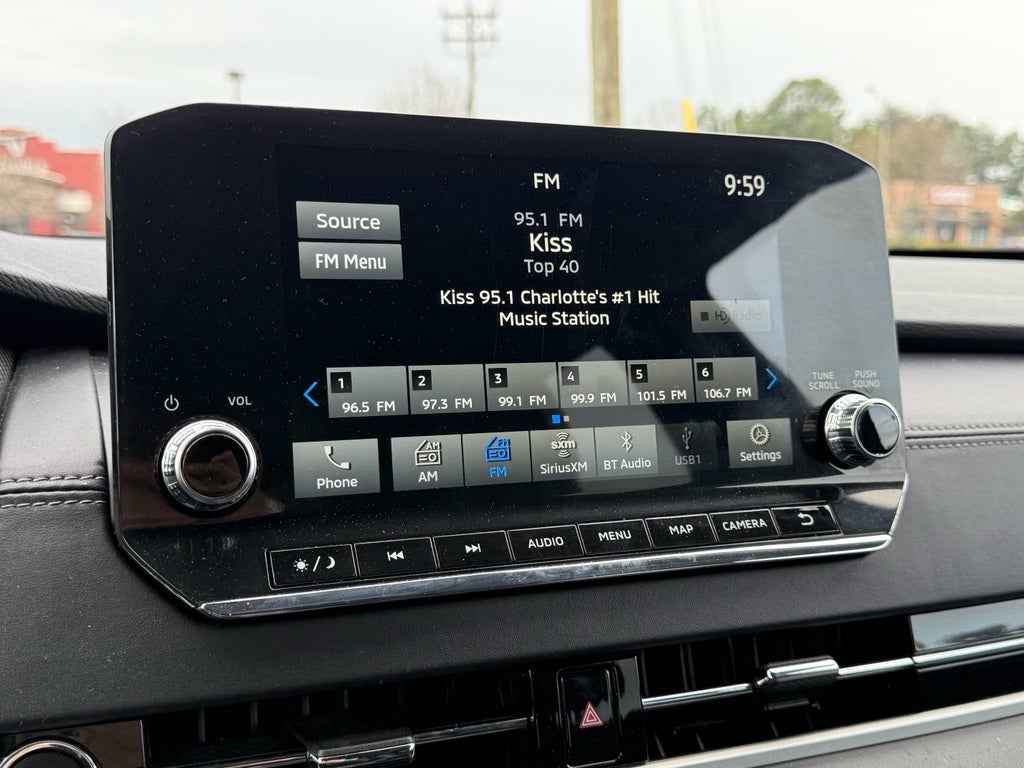 FM
9:59
Source
95.1 FM
Kiss
FM Menu
Top 40
Kiss 95.1 Charlotte's #1 Hit
Music Station
HD Radio
1 96.5 FM
2 97.3 FM
3 99.1 FM
4 99.9 FM
5 101.5 FM
6 106.7 FM
VOL
TUNE
SCROLL
PUSH
SOUND
Phone
AM
AM
FM
FM
sxm
SiriusXM
BT Audio
USB1
Settings
AUDIO
MENU
MAP
CAMERA